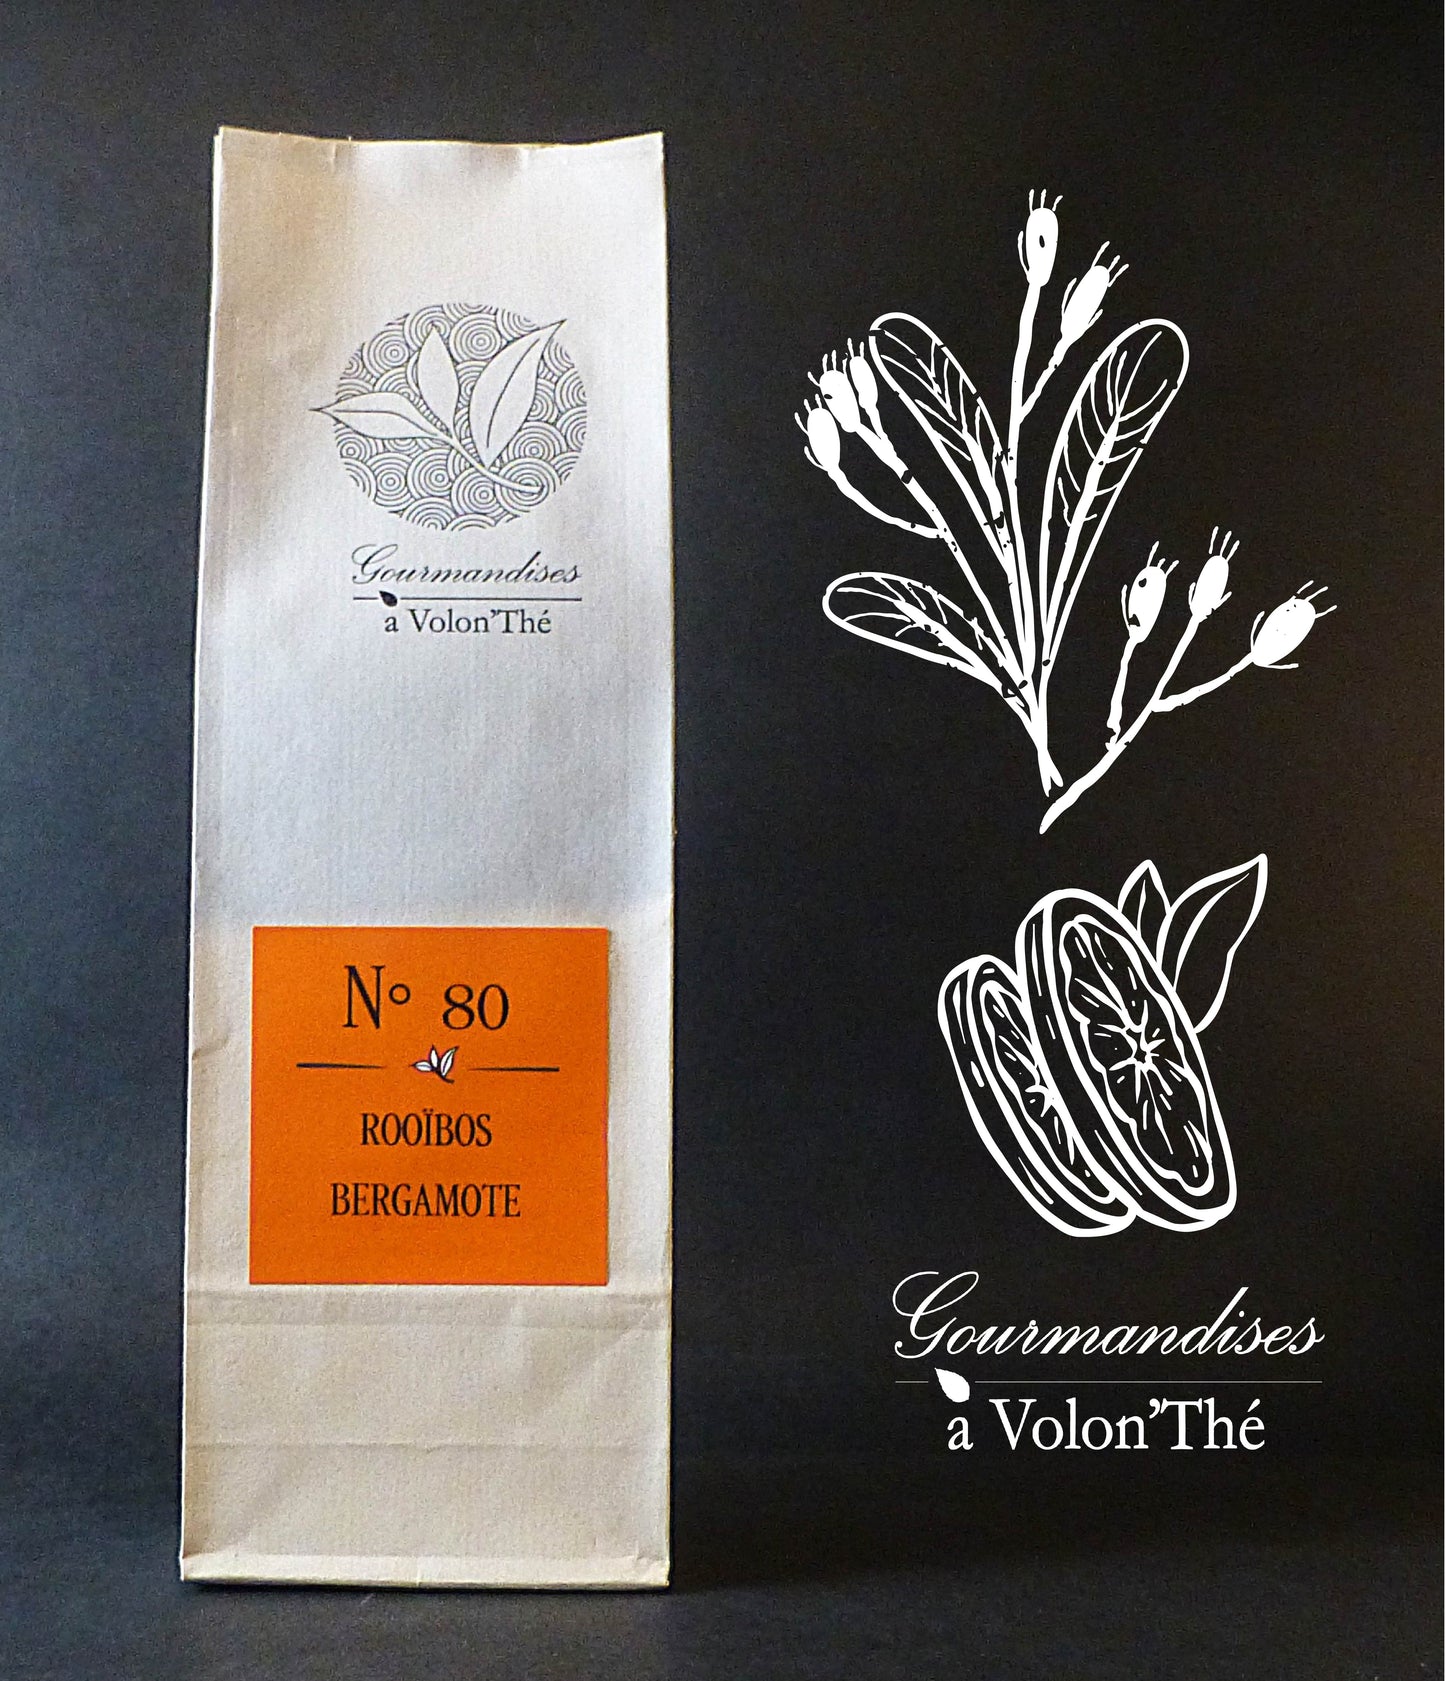 Gourmandises
a Volon'Thé
N° 80
ROOÏBOS
BERGAMOTE
Gourmandises
a Volon'Thé